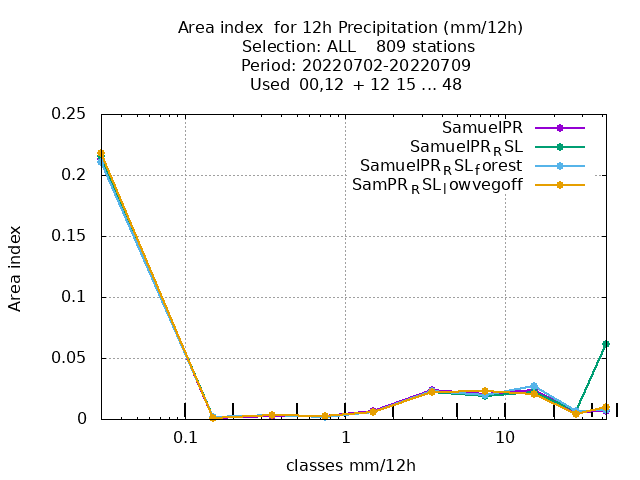 Area index  for 12h Precipitation (mm/12h)
Selection: ALL    809 stations
Period: 20220702-20220709
Used  00,12  + 12 15 ... 48
0.25
0.2
0.15
0.1
0.05
0
Area index
SamuelPR
SamuelPR_RSL
SamuelPR_RSL_forest
SamPR_RSL_lowvegoff
0.1
1
10
classes mm/12h